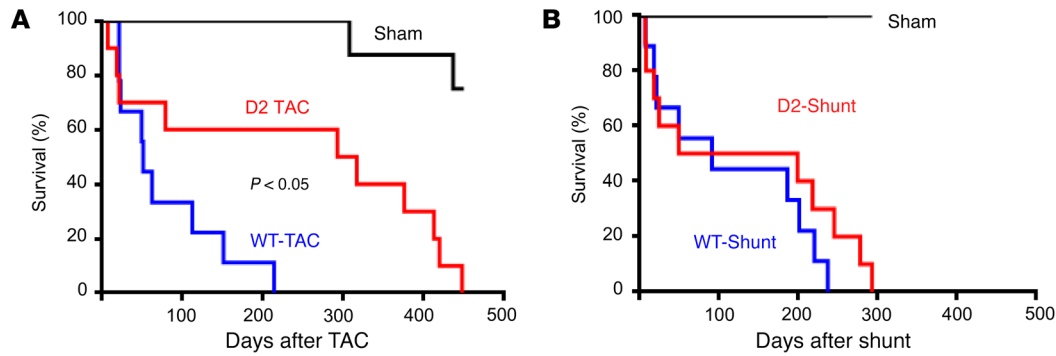 A
Survival (%)
100
80
60
40
20
0
Sham
D2 TAC
P < 0.05
WT-TAC
100
200
300
400
500
Days after TAC
B
Survival (%)
100
80
60
40
20
0
Sham
D2-Shunt
WT-Shunt
100
200
300
400
500
Days after shunt